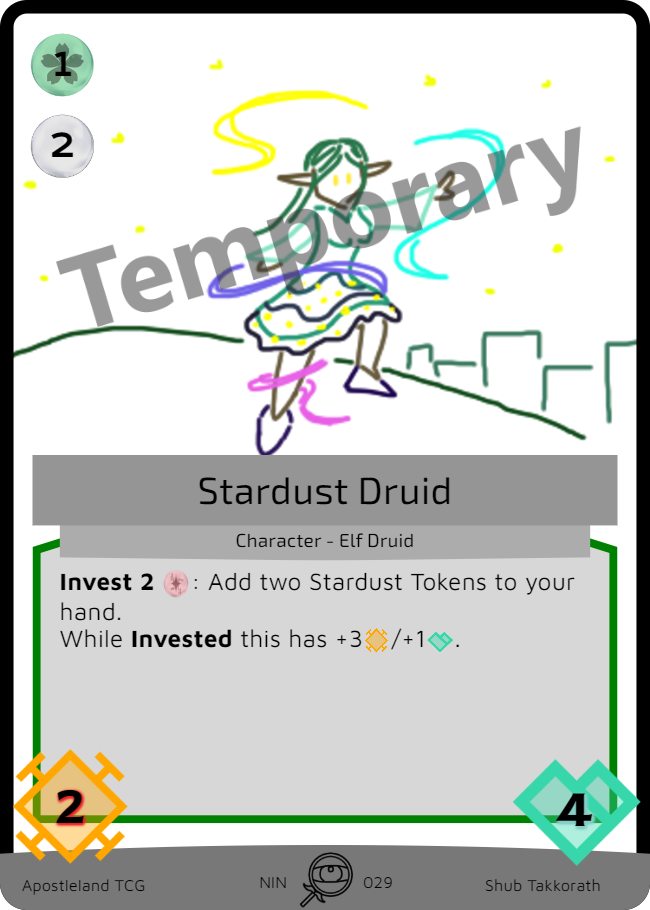 1
2
Temporary
Stardust Druid
Character - Elf Druid
Invest 2 : Add two Stardust Tokens to your
hand.
While Invested this has +3/+1.
2
4
Apostleland TCG
NIN 029
Shub Takkorath